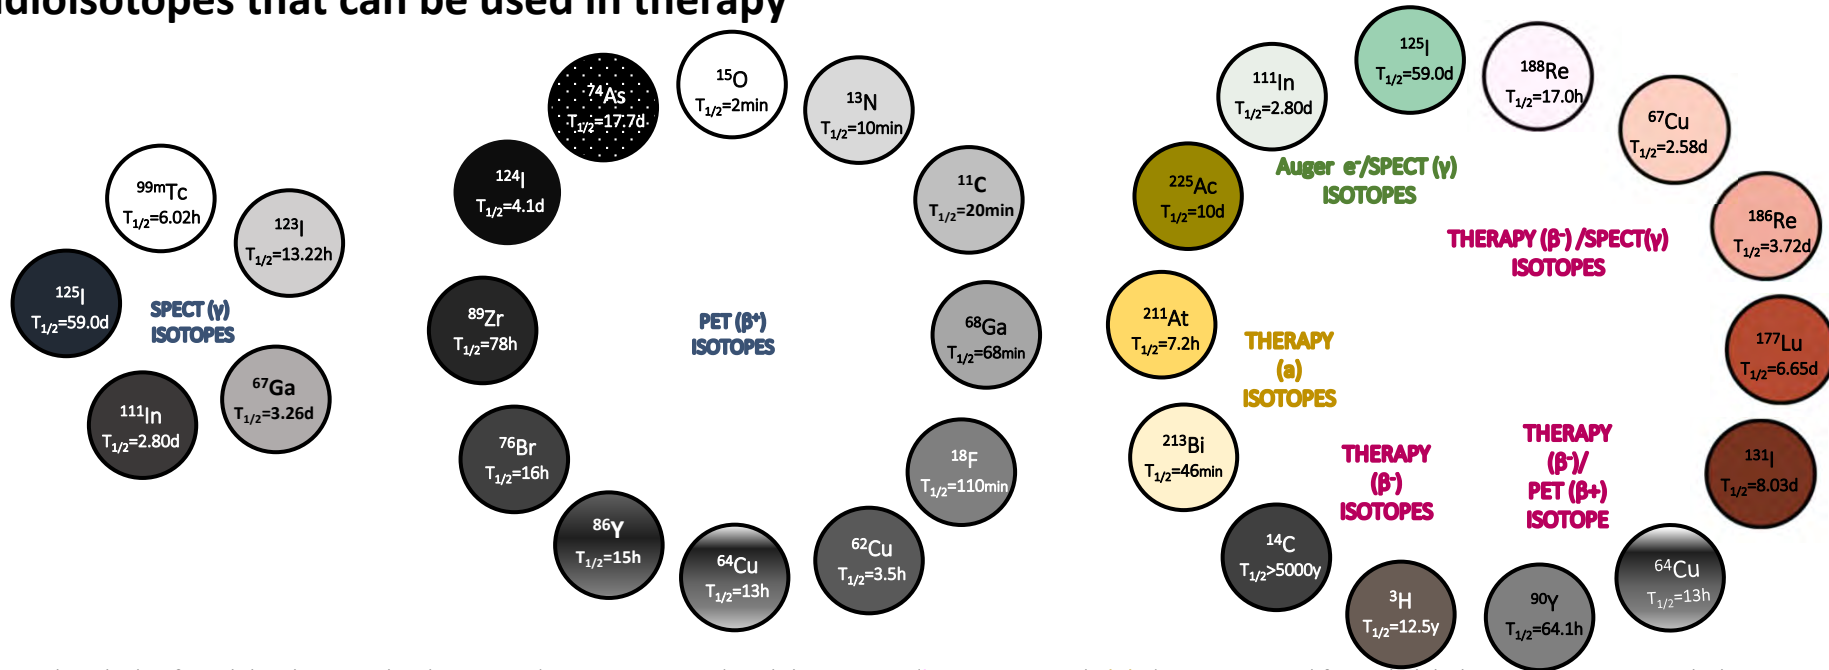 dioisotopes that can be used in therapy
99mTc
T1/2=6.02h
123I
T1/2=13.22h
125I
T1/2=59.0d
SPECT (γ)
ISOTOPES
67Ga
T1/2=3.26d
111In
T1/2=2.80d
15O
T1/2=2min
13N
T1/2=10min
11C
T1/2=20min
68Ga
T1/2=68min
18F
T1/2=110min
62Cu
T1/2=3.5h
64Cu
T1/2=13h
86Y
T1/2=15h
76Br
T1/2=16h
89Zr
T1/2=78h
124I
T1/2=4.1d
74As
T1/2=17.7d
PET (β+)
ISOTOPES
111In
T1/2=2.80d
125I
T1/2=59.0d
Auger e-/SPECT (γ)
ISOTOPES
188Re
T1/2=17.0h
67Cu
T1/2=2.58d
186Re
T1/2=3.72d
177Lu
T1/2=6.65d
131I
T1/2=8.03d
THERAPY (β-) /SPECT(γ)
ISOTOPES
64Cu
T1/2=13h
THERAPY
(β-)/
PET (β+)
ISOTOPE
90Y
T1/2=64.1h
3H
T1/2=12.5y
14C
T1/2>5000y
THERAPY
(β-)
ISOTOPES
213Bi
T1/2=46min
211At
T1/2=7.2h
225Ac
T1/2=10d
THERAPY
(a)
ISOTOPES